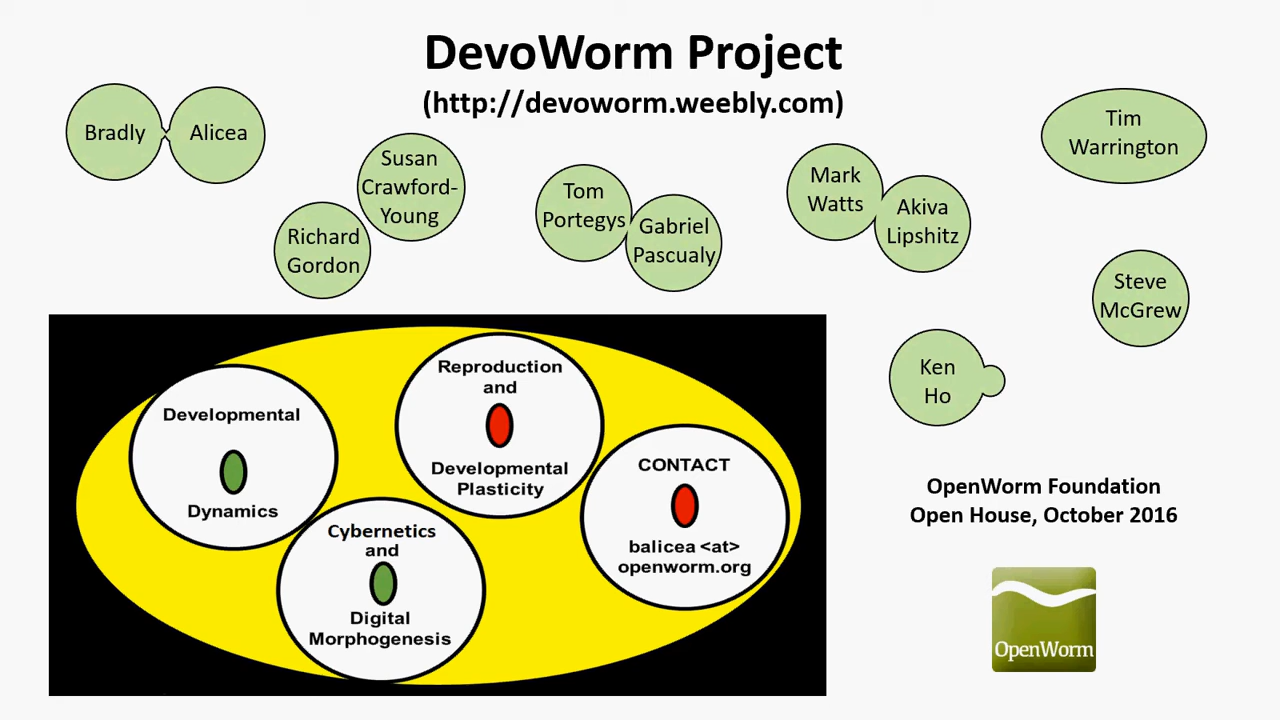 DevoWorm Project
(http://devoworm.weebly.com)
Bradly
Alicea
Susan
Crawford-
Young
Richard
Gordon
Tom
Portegys
Gabriel
Pascualy
Mark
Watts
Akiva
Lipshitz
Tim
Warrington
Steve
McGrew
Ken
Ho
Developmental
Dynamics
Reproduction
and
Developmental
Plasticity
Cybernetics
and
Digital
Morphogenesis
CONTACT
balicea <at>
openworm.org
OpenWorm Foundation
Open House, October 2016
OpenWorm